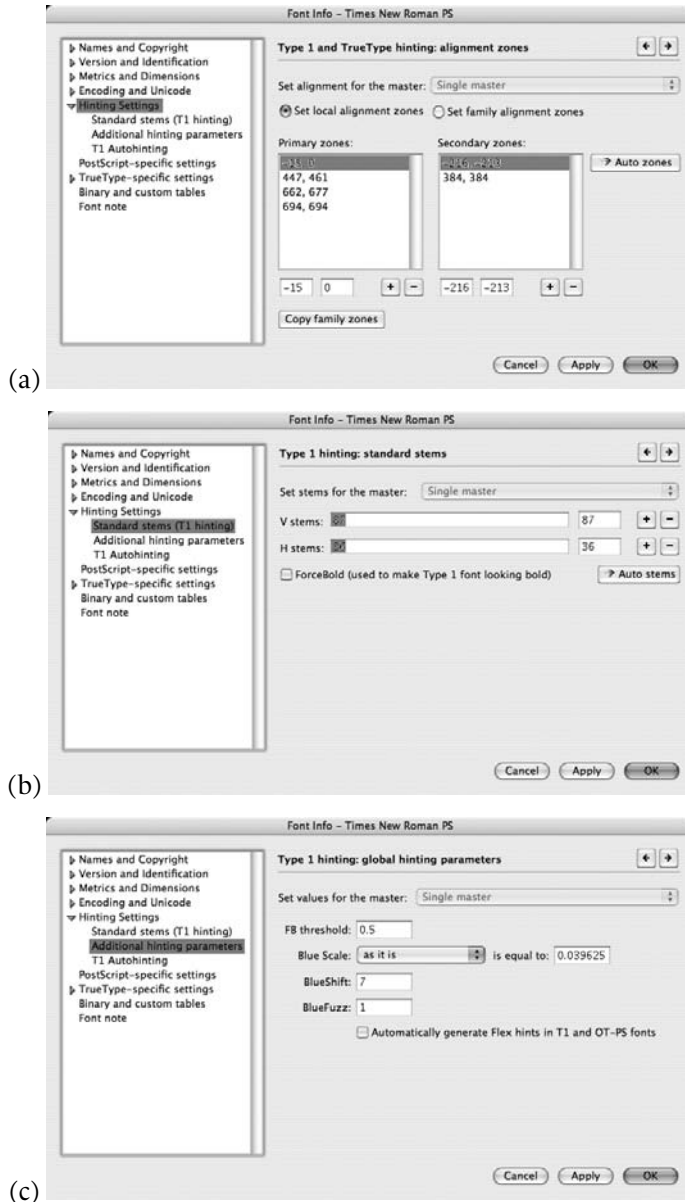 Font Info – Times New Roman PS
Names and Copyright
Version and Identification
Metrics and Dimensions
Encoding and Unicode
Hinting Settings
Standard stems (T1 hinting)
Additional hinting parameters
T1 Autohinting
PostScript-specific settings
TrueType-specific settings
Binary and custom tables
Font note
Type 1 and TrueType hinting: alignment zones
Set alignment for the master: Single master
Set local alignment zones Set family alignment zones
Primary zones: Secondary zones:
-15, 0 -216, -213 Auto zones
447, 461 384, 384
662, 677
694, 694
-15 0 + − -216 -213 + −
Copy family zones
Cancel Apply OK
(a)
Font Info – Times New Roman PS
Names and Copyright
Version and Identification
Metrics and Dimensions
Encoding and Unicode
Hinting Settings
Standard stems (T1 hinting)
Additional hinting parameters
T1 Autohinting
PostScript-specific settings
TrueType-specific settings
Binary and custom tables
Font note
Type 1 hinting: standard stems
Set stems for the master: Single master
V stems: 87 87 + −
H stems: 36 36 + −
ForceBold (used to make Type 1 font looking bold) Auto stems
Cancel Apply OK
(b)
Font Info – Times New Roman PS
Names and Copyright
Version and Identification
Metrics and Dimensions
Encoding and Unicode
Hinting Settings
Standard stems (T1 hinting)
Additional hinting parameters
T1 Autohinting
PostScript-specific settings
TrueType-specific settings
Binary and custom tables
Font note
Type 1 hinting: global hinting parameters
Set values for the master: Single master
FB threshold: 0.5
Blue Scale: as it is is equal to: 0.039625
BlueShift: 7
BlueFuzz: 1
Automatically generate Flex hints in T1 and OT-PS fonts
Cancel Apply OK
(c)